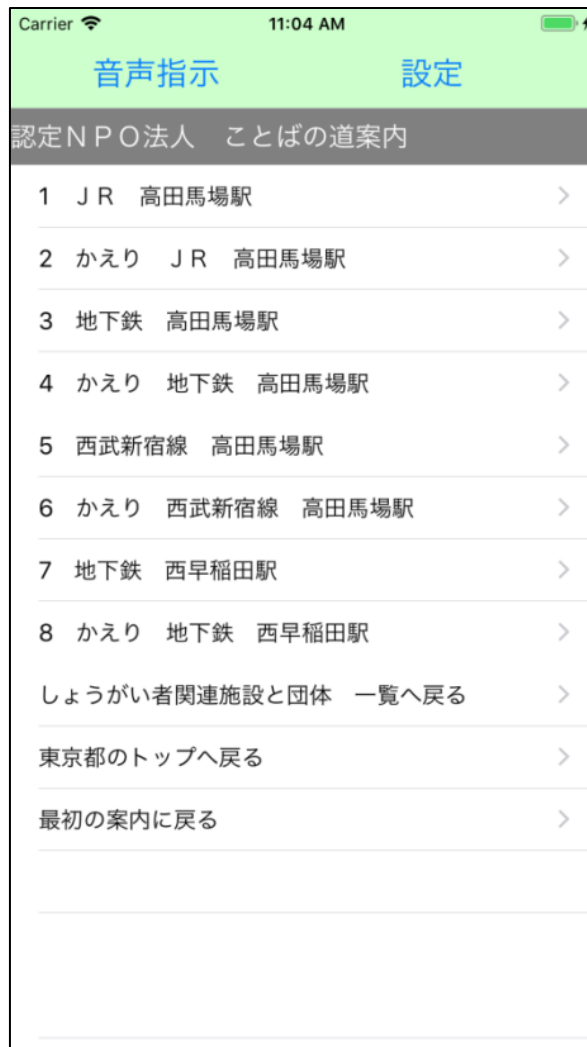 Carrier 11:04 AM
音声指示 設定
認定ＮＰＯ法人　ことばの道案内
1　ＪＲ　高田馬場駅
2　かえり　ＪＲ　高田馬場駅
3　地下鉄　高田馬場駅
4　かえり　地下鉄　高田馬場駅
5　西武新宿線　高田馬場駅
6　かえり　西武新宿線　高田馬場駅
7　地下鉄　西早稲田駅
8　かえり　地下鉄　西早稲田駅
しょうがい者関連施設と団体　一覧へ戻る
東京都のトップへ戻る
最初の案内に戻る